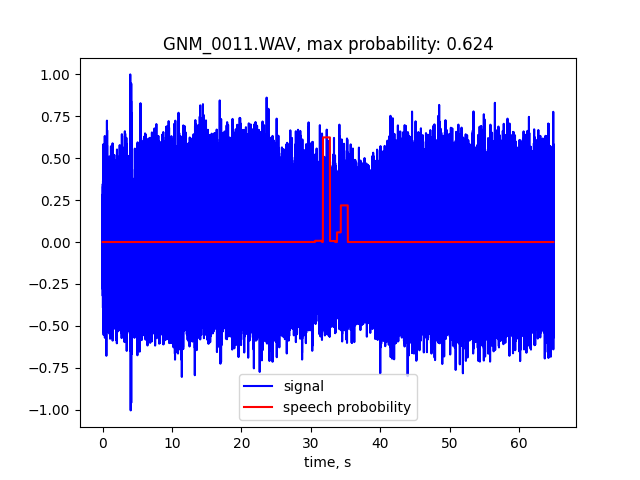 GNM_0011.WAV, max probability: 0.624
1.00
0.75
0.50
0.25
0.00
−0.25
−0.50
−0.75
−1.00
signal
speech probobility
0 10 20 30 40 50 60
time, s